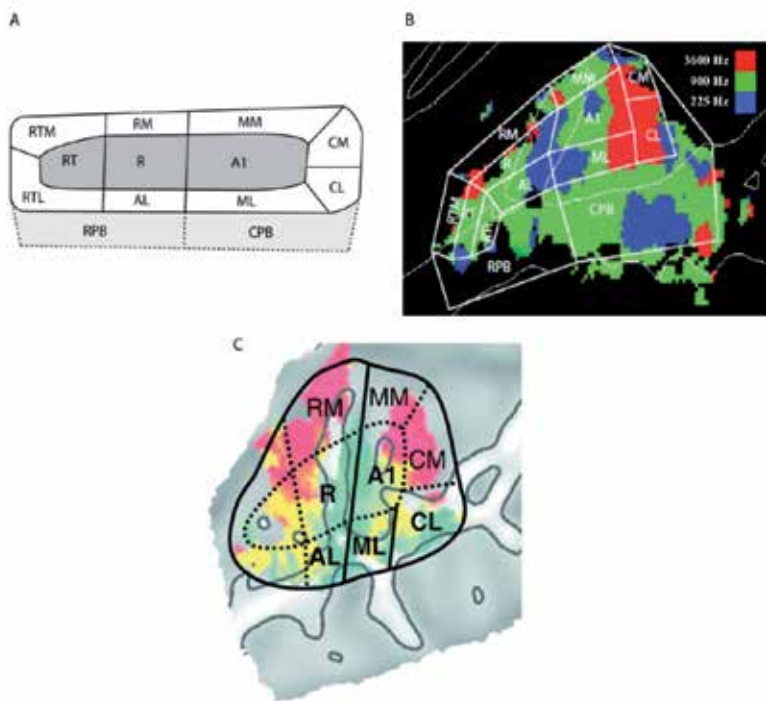 A
RTM
RM
MM
CM
RT
R
A1
RTL
AL
ML
CL
RPB
CPB
B
3600 Hz
900 Hz
225 Hz
MM
CM
A1
RM
CL
R
ML
AL
CPB
RPB
C
RM
MM
R
A1
CM
AL
ML
CL